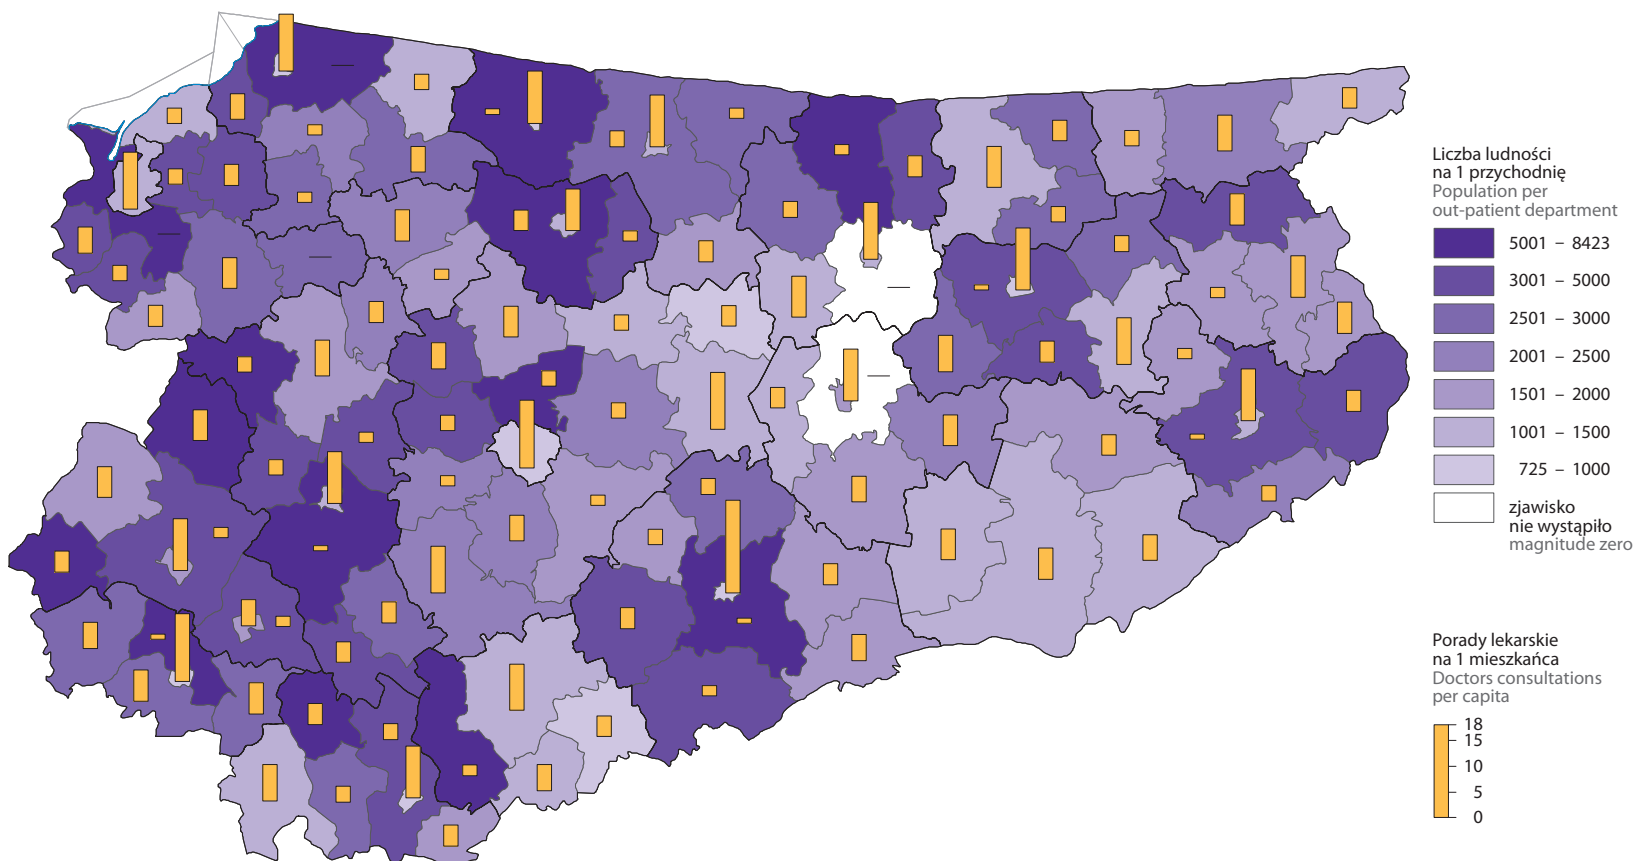 Liczba ludności
na 1 przychodnię
Population per
out-patient department
5001 – 8423
3001 – 5000
2501 – 3000
2001 – 2500
1501 – 2000
1001 – 1500
725 – 1000
zjawisko
nie wystąpiło
magnitude zero
Porady lekarskie
na 1 mieszkańca
Doctors consultations
per capita
18
15
10
5
0